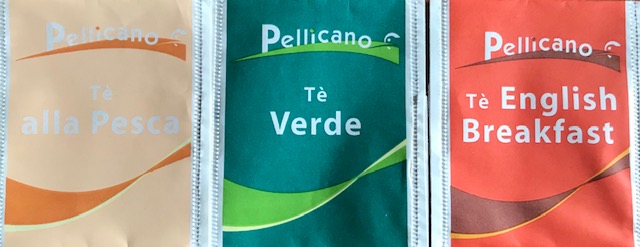 Pellicano
Tè
alla Pesca
Pellicano
Tè
Verde
Pellicano
Tè English
Breakfast